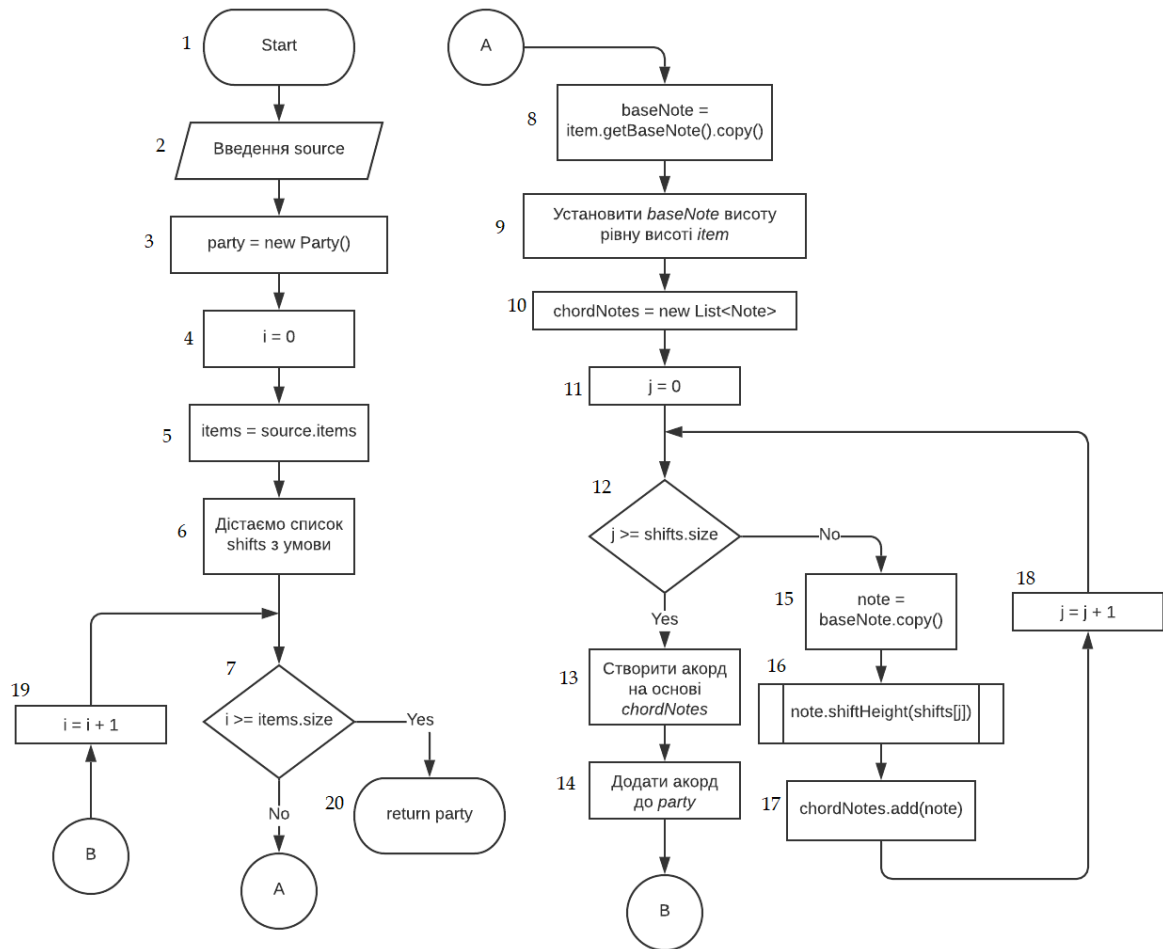 1
Start
2
Введення source
3
party = new Party()
4
i = 0
5
items = source.items
6
Дістаємо список
shifts з умови
19
i = i + 1
7
i >= items.size
Yes
20
return party
No
B
A
A
8
baseNote =
item.getBaseNote().copy()
9
Установити baseNote висоту
рівну висоті item
10
chordNotes = new List<Note>
11
j = 0
12
j >= shifts.size
No
Yes
13
Створити акорд
на основі
chordNotes
14
Додати акорд
до party
B
15
note =
baseNote.copy()
16
note.shiftHeight(shifts[j])
17
chordNotes.add(note)
18
j = j + 1